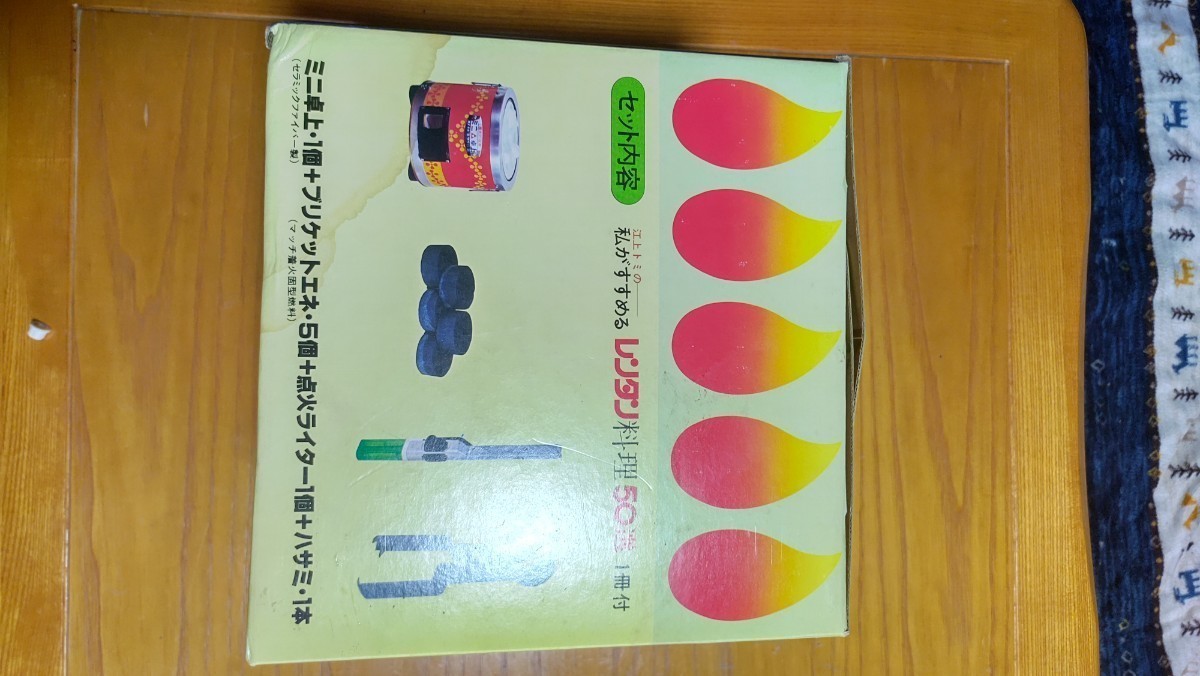 セット内容
江上トミの
私がすすめる レンタン料理50選 1冊付
ミニ卓上・1個+ブリケットエネ・5個+点火ライター1個+ハサミ・1本
(セラミックファイバー製) (マッチ着火固型燃料)